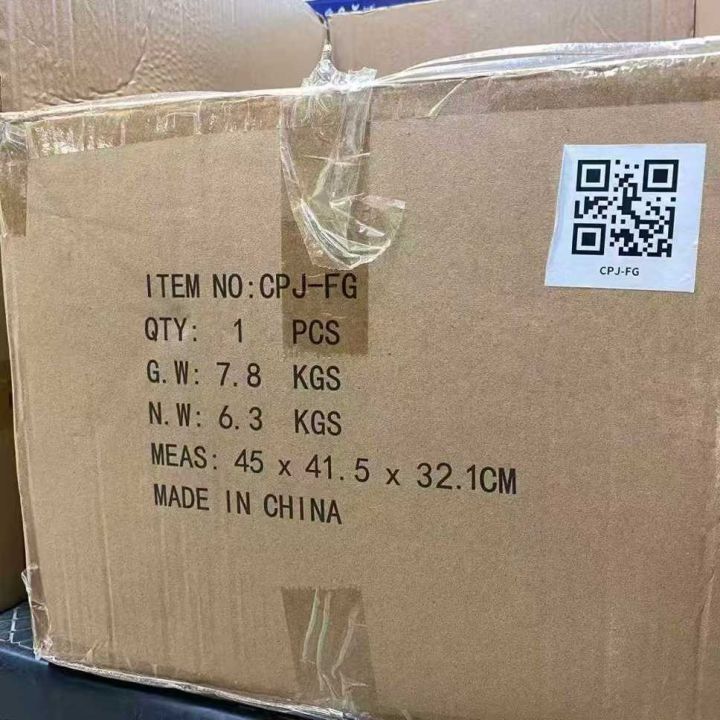 ITEM NO:CPJ-FG
QTY: 1 PCS
G.W: 7.8 KGS
N.W: 6.3 KGS
MEAS: 45 x 41.5 x 32.1CM
MADE IN CHINA
CPJ-FG